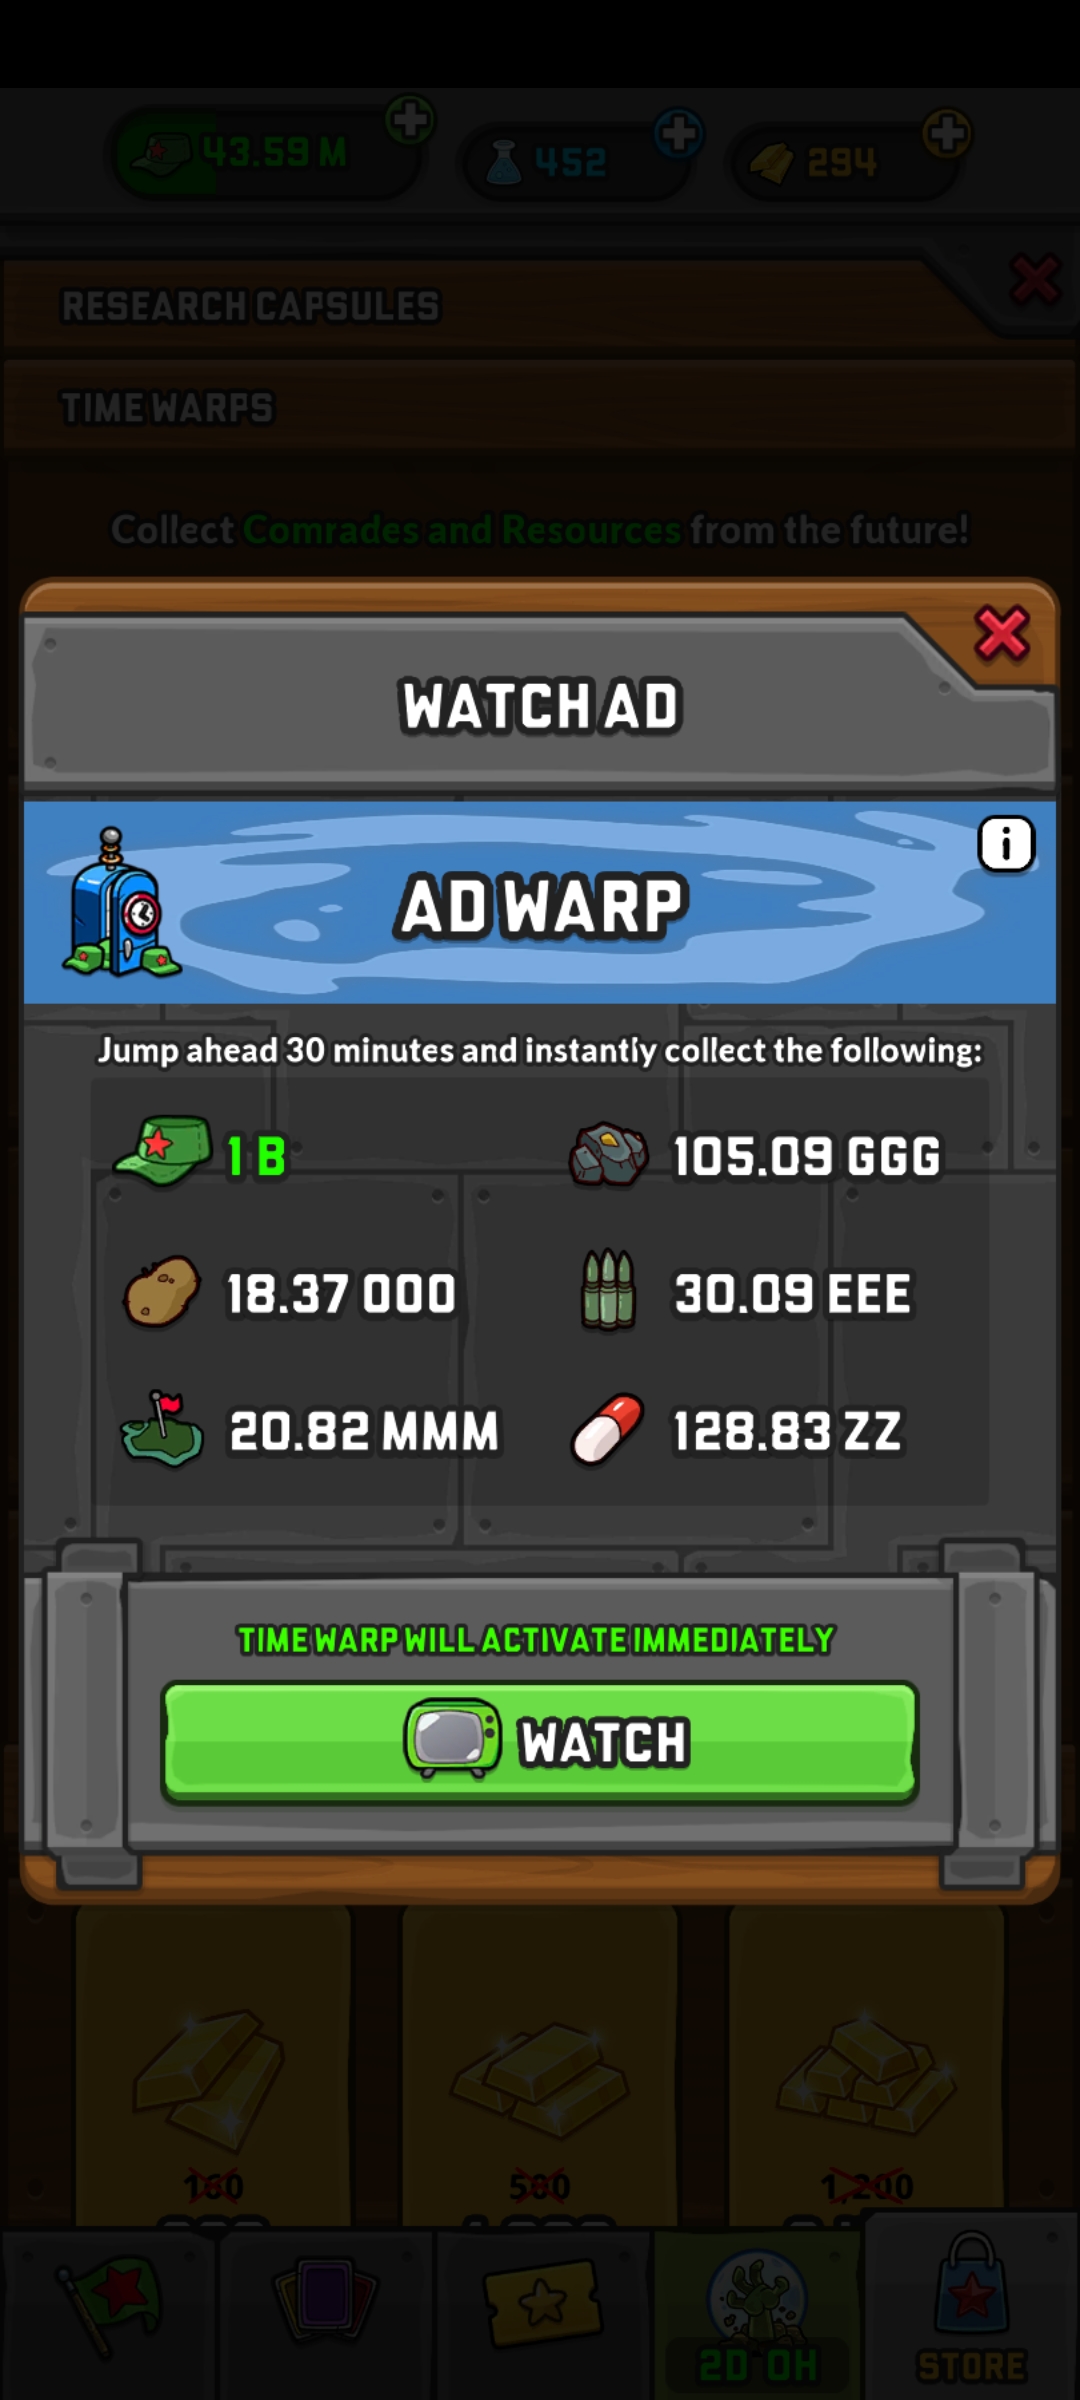 43.59 M
452
294
RESEARCH CAPSULES
TIME WARPS
Collect Comrades and Resources from the future!
WATCH AD
AD WARP
i
Jump ahead 30 minutes and instantly collect the following:
1 B
105.09 GGG
18.37 OOO
30.09 EEE
20.82 MMM
128.83 ZZ
TIME WARP WILL ACTIVATE IMMEDIATELY
WATCH
160
500
1,200
2D 0H
STORE